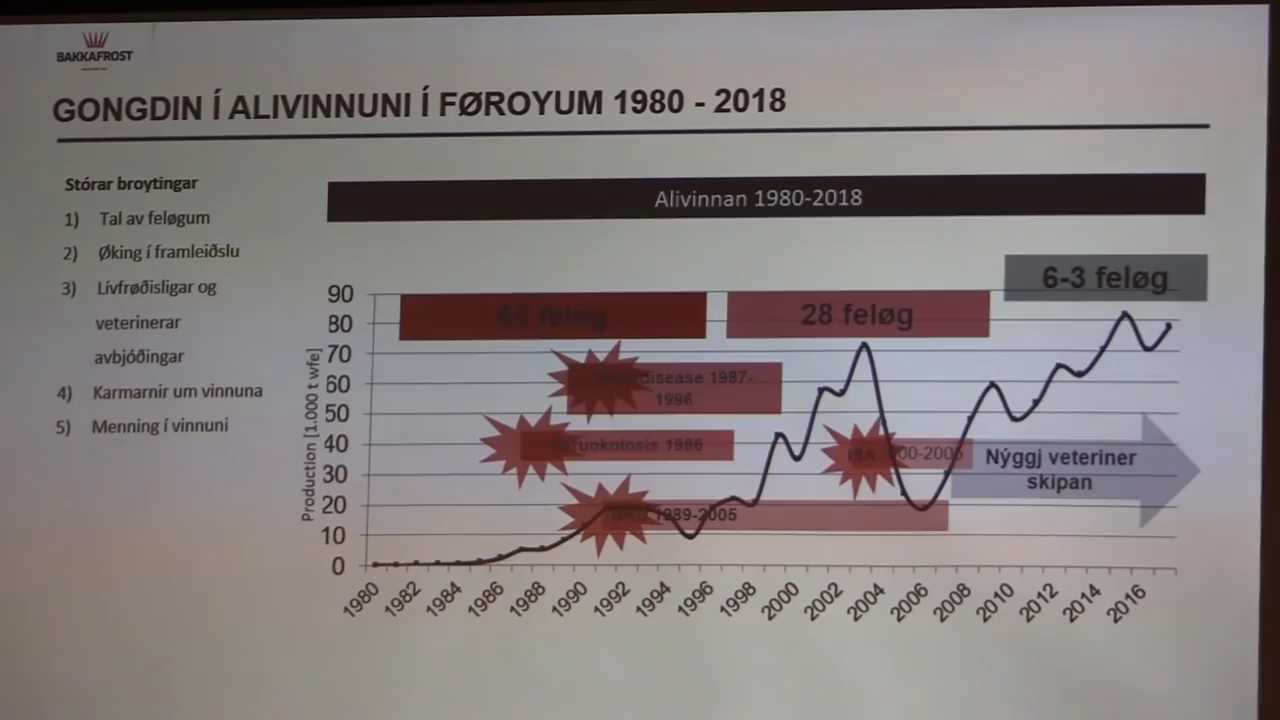 BAKKAFROST
GONGDIN Í ALIVINNUNI Í FØROYUM 1980 - 2018
Stórar broytingar
1) Tal av feløgum
2) Øking í framleiðslu
3) Lívfrøðisligar og
veterinerar
avbjóðingar
4) Karmarnir um vinnuna
5) Menning í vinnuni
Alivinnan 1980-2018
6-3 feløg
feløg
28 feløg
disease 1987-
1996
1986
ISA 00-2005
1989-2005
Nýggj veteriner
skipan
Production [1.000 t wfe]
90
80
70
60
50
40
30
20
10
0
1980 1982 1984 1986 1988 1990 1992 1994 1996 1998 2000 2002 2004 2006 2008 2010 2012 2014 2016